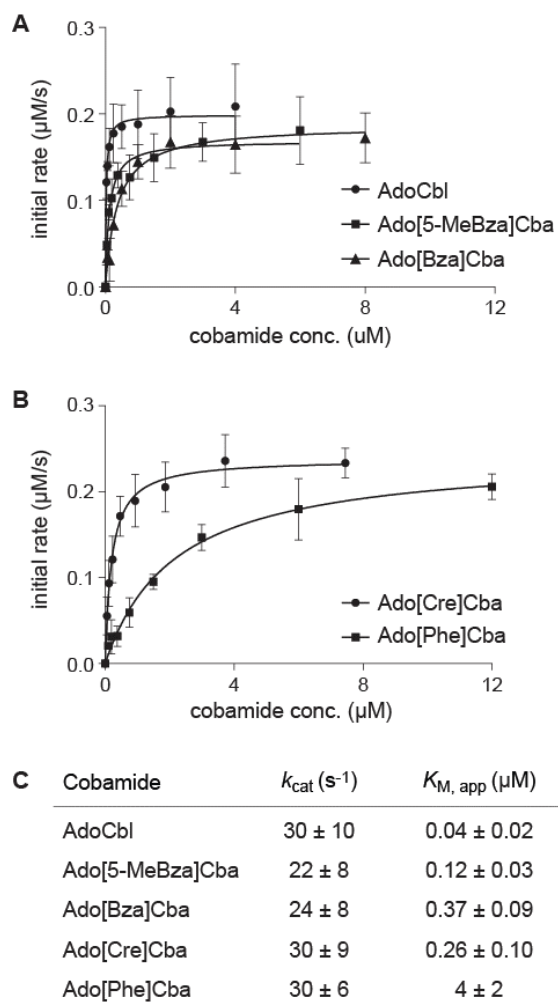 A
initial rate (µM/s)
0.3
0.2
0.1
0.0
0
4
8
12
cobamide conc. (uM)
AdoCbl
Ado[5-MeBza]Cba
Ado[Bza]Cba
B
initial rate (µM/s)
0.3
0.2
0.1
0.0
0
4
8
12
cobamide conc. (µM)
Ado[Cre]Cba
Ado[Phe]Cba
C
Cobamide kcat (s-1) KM, app (µM)
AdoCbl 30 ± 10 0.04 ± 0.02
Ado[5-MeBza]Cba 22 ± 8 0.12 ± 0.03
Ado[Bza]Cba 24 ± 8 0.37 ± 0.09
Ado[Cre]Cba 30 ± 9 0.26 ± 0.10
Ado[Phe]Cba 30 ± 6 4 ± 2